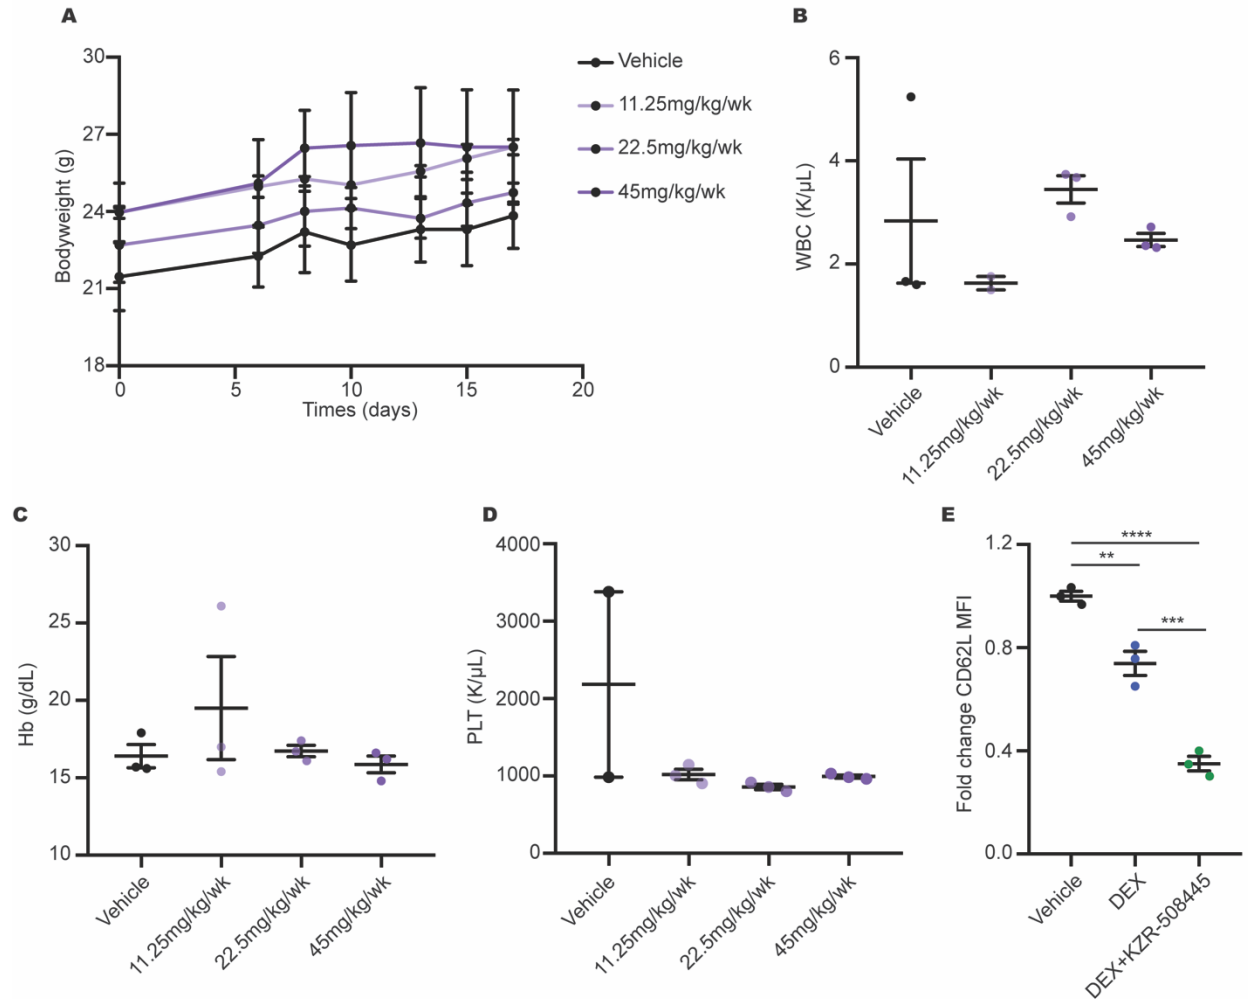 A
30
27
24
21
18
Bodyweight (g)
0
5
10
15
20
Times (days)
Vehicle
11.25mg/kg/wk
22.5mg/kg/wk
45mg/kg/wk
B
6
4
2
0
WBC (K/µL)
Vehicle
11.25mg/kg/wk
22.5mg/kg/wk
45mg/kg/wk
C
30
25
20
15
10
Hb (g/dL)
Vehicle
11.25mg/kg/wk
22.5mg/kg/wk
45mg/kg/wk
D
4000
3000
2000
1000
0
PLT (K/µL)
Vehicle
11.25mg/kg/wk
22.5mg/kg/wk
45mg/kg/wk
E
1.2
0.8
0.4
0.0
Fold change CD62L MFI
****
**
***
Vehicle
DEX
DEX+KZR-508445